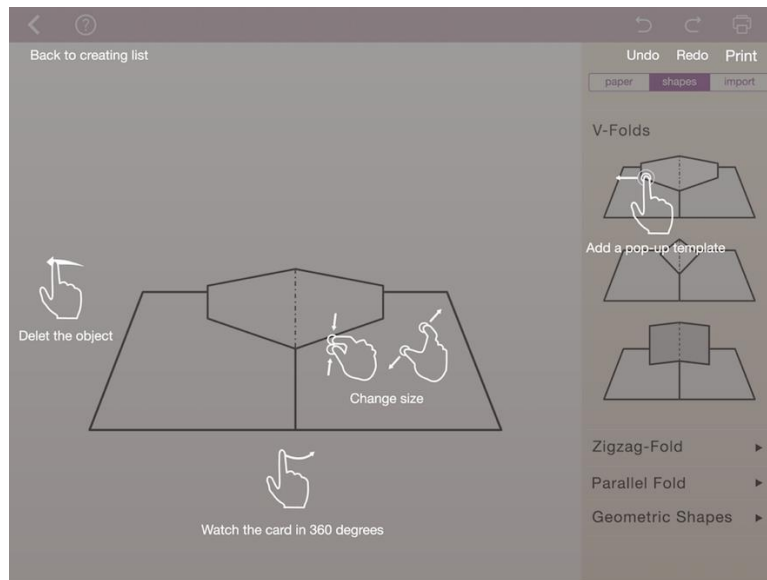 Back to creating list
Undo Redo Print
paper shapes import
V-Folds
Add a pop-up template
Delet the object
Change size
Watch the card in 360 degrees
Zigzag-Fold
Parallel Fold
Geometric Shapes